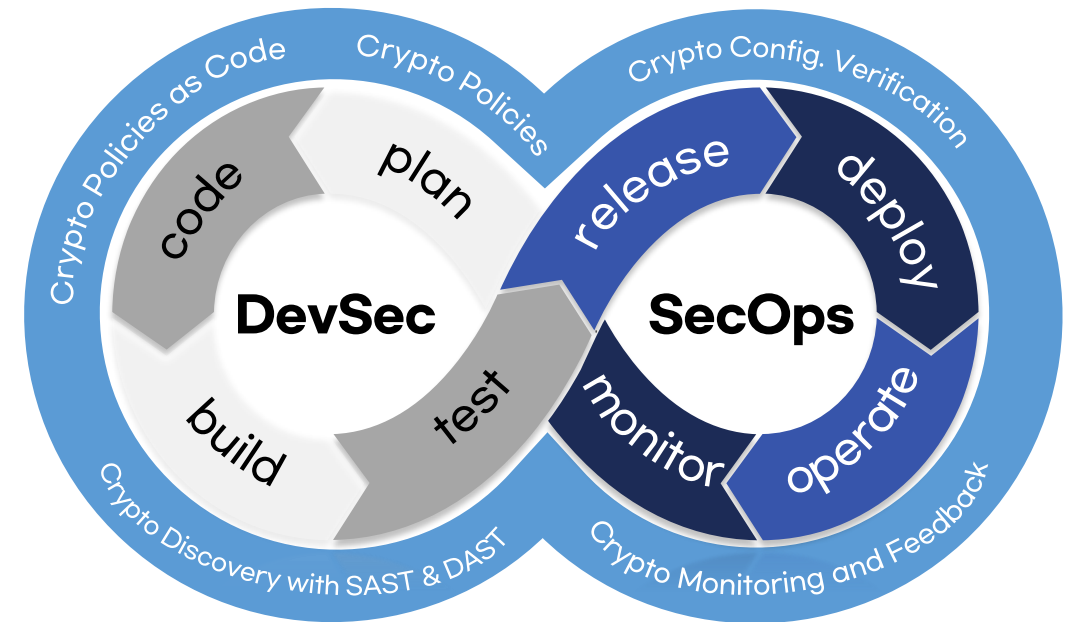 Crypto Policies as Code
Crypto Policies
Crypto Config. Verification
code
plan
release
deploy
DevSec
SecOps
build
test
monitor
operate
Crypto Discovery with SAST & DAST
Crypto Monitoring and Feedback